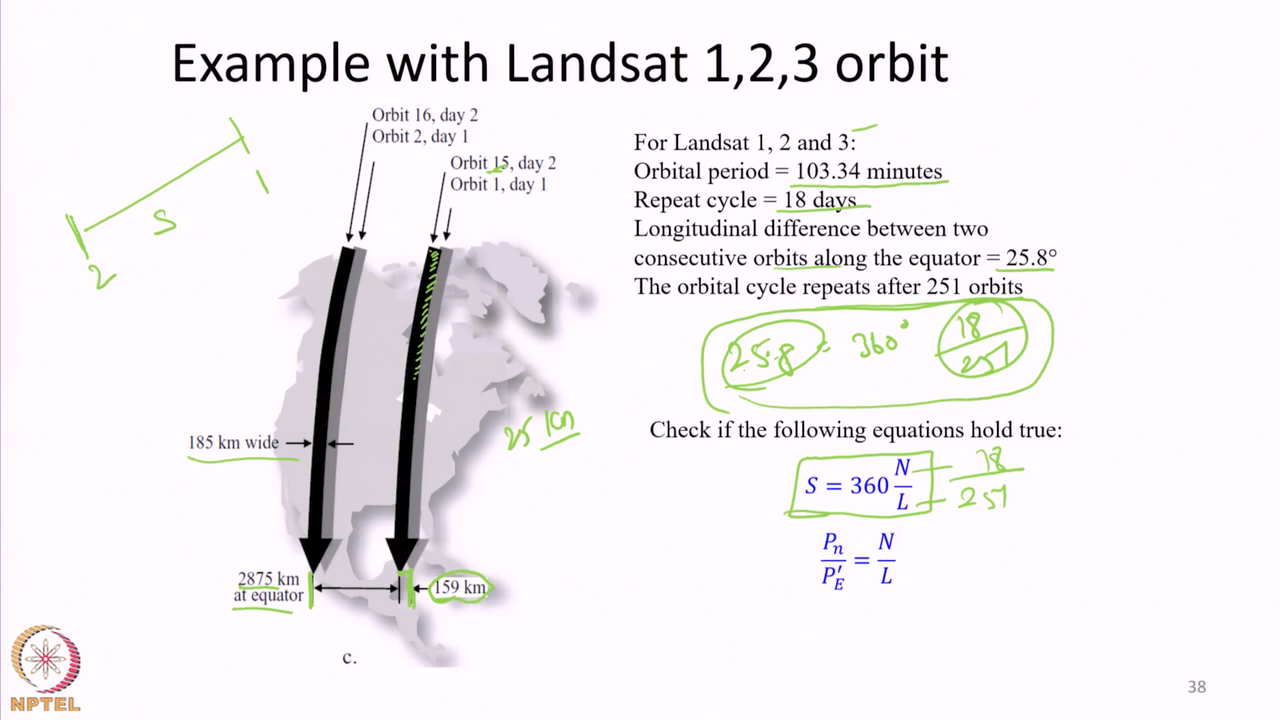 Example with Landsat 1,2,3 orbit
Orbit 16, day 2
Orbit 2, day 1
Orbit 15, day 2
Orbit 1, day 1
185 km wide
2875 km
at equator
159 km
c.
S
1
2
25 km
For Landsat 1, 2 and 3:
Orbital period = 103.34 minutes
Repeat cycle = 18 days
Longitudinal difference between two
consecutive orbits along the equator = 25.8°
The orbital cycle repeats after 251 orbits
25.8 = 360° 18/251
Check if the following equations hold true:
S = 360 N/L
18/251
Pn/P'E = N/L
NPTEL
38